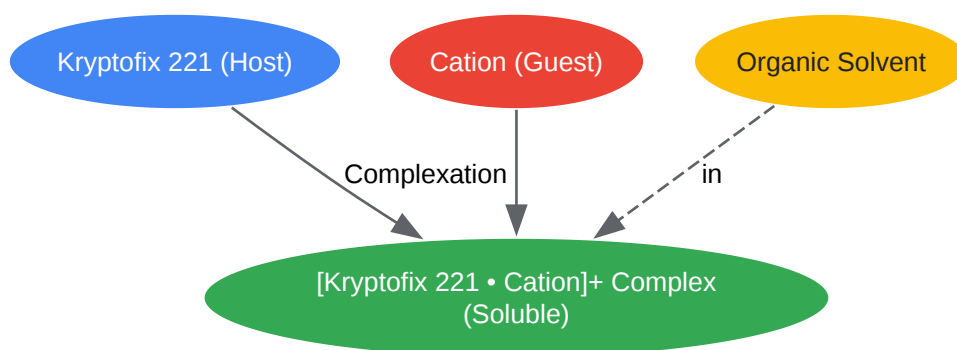 Kryptofix 221 (Host)
Cation (Guest)
Organic Solvent
Complexation
in
[Kryptofix 221 • Cation]+ Complex
(Soluble)